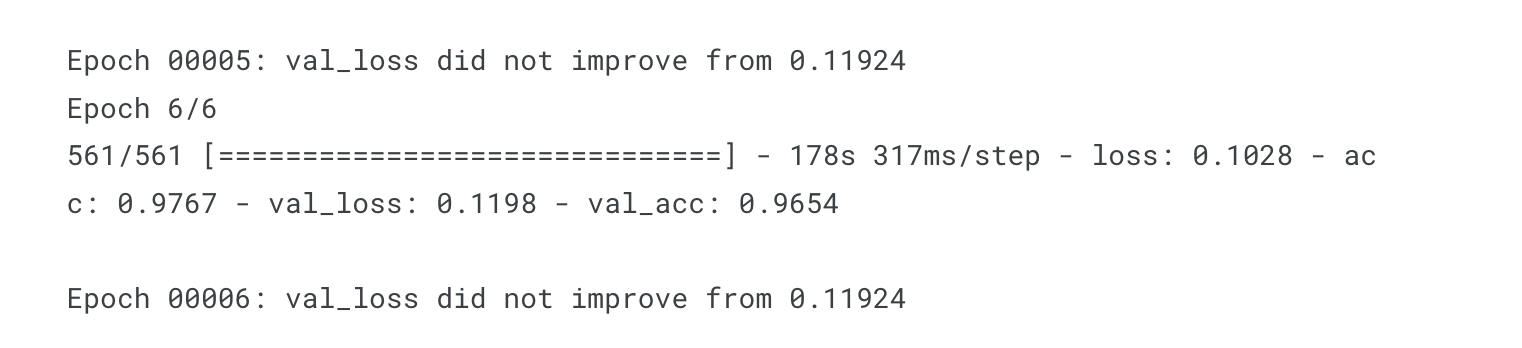 Epoch 00005: val_loss did not improve from 0.11924
Epoch 6/6
561/561 [==============================] - 178s 317ms/step - loss: 0.1028 - ac
c: 0.9767 - val_loss: 0.1198 - val_acc: 0.9654
Epoch 00006: val_loss did not improve from 0.11924